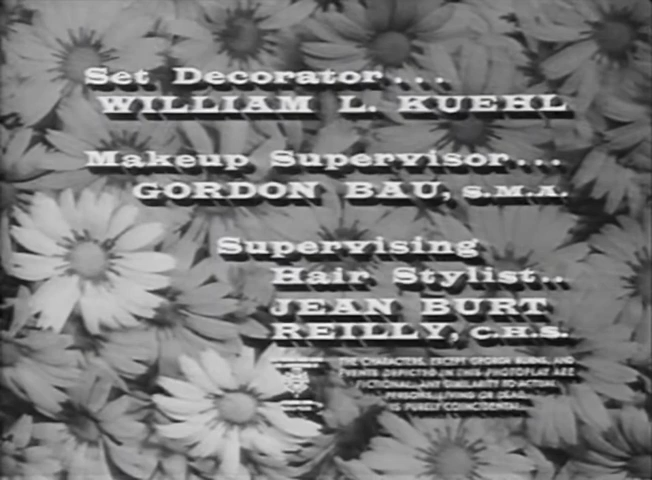 Set Decorator...
WILLIAM L. KUEHL
Makeup Supervisor...
GORDON BAU, S.M.A.
Supervising
Hair Stylist..
JEAN BURT
REILLY, C.H.S.
THE CHARACTERS, EXCEPT GEORGE BURNS, AND
EVENTS DEPICTED IN THIS PHOTOPLAY ARE
FICTIONAL. ANY SIMILARITY TO ACTUAL
PERSONS, LIVING OR DEAD,
IS PURELY COINCIDENTAL.